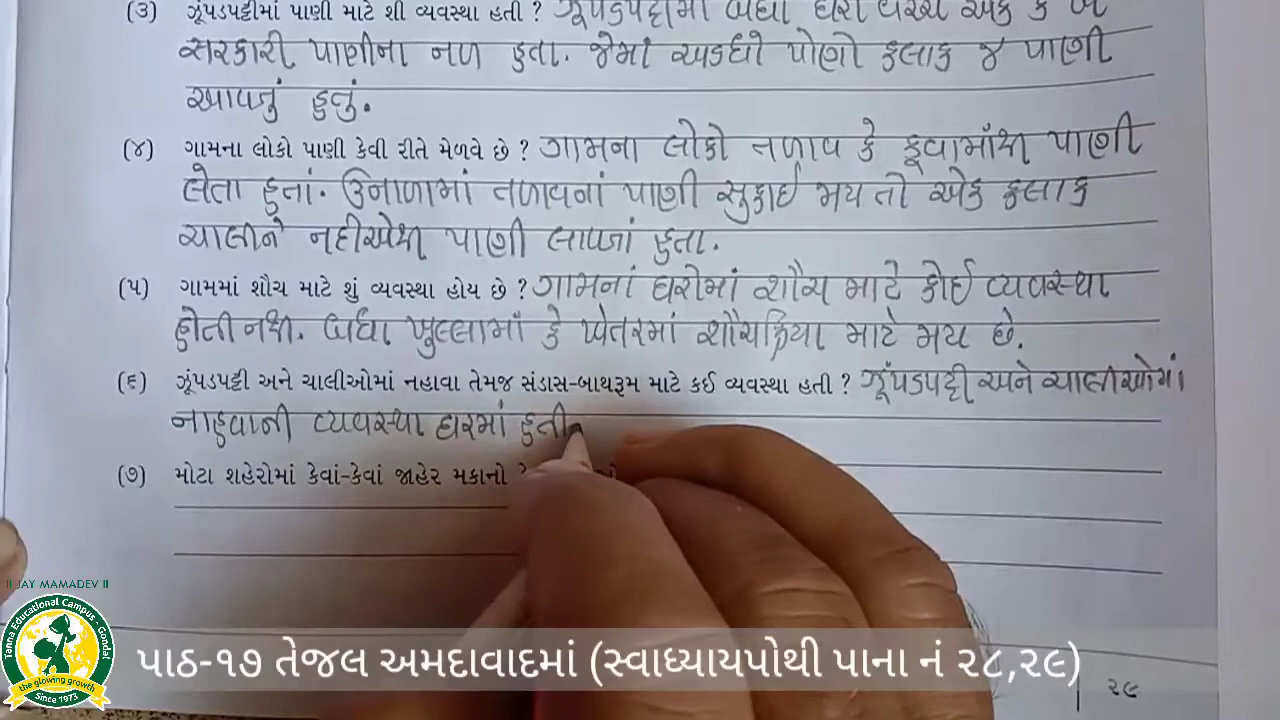 (૩) ઝૂંપડપટ્ટીમાં પાણી માટે શી વ્યવસ્થા હતી ? ઝૂંપડપટ્ટીમાં બધા ઘરો વચ્ચે એક કે બે
સરકારી પાણીના નળ હતા. જેમાં અડધો પોણો કલાક જ પાણી
આવતું હતું.
(૪) ગામના લોકો પાણી કેવી રીતે મેળવે છે ? ગામના લોકો તળાવ કે કૂવામાંથી પાણી
લેતા હતાં. ઉનાળામાં તળાવનાં પાણી સુકાઈ જાય તો એક કલાક
ચાલીને નદીએથી પાણી લાવતાં હતા.
(૫) ગામમાં શૌચ માટે શું વ્યવસ્થા હોય છે ? ગામનાં ઘરોમાં શૌચ માટે કોઈ વ્યવસ્થા
હોતી નથી. બધા ખુલ્લામાં કે ખેતરમાં શૌચક્રિયા માટે જાય છે.
(૬) ઝૂંપડપટ્ટી અને ચાલીઓમાં નહાવા તેમજ સંડાસ-બાથરૂમ માટે કઈ વ્યવસ્થા હતી ? ઝૂંપડપટ્ટી અને ચાલીઓમાં
નાહવાની વ્યવસ્થા ઘરમાં હતી
(૭) મોટા શહેરોમાં કેવાં-કેવાં જાહેર મકાનો
॥ JAY MAMADEV ॥
Tanna Educational Campus - Gondal
the glowing growth
Since 1973
પાઠ-૧૭ તેજલ અમદાવાદમાં (સ્વાધ્યાયપોથી પાના નં ૨૮,૨૯)
૨૯